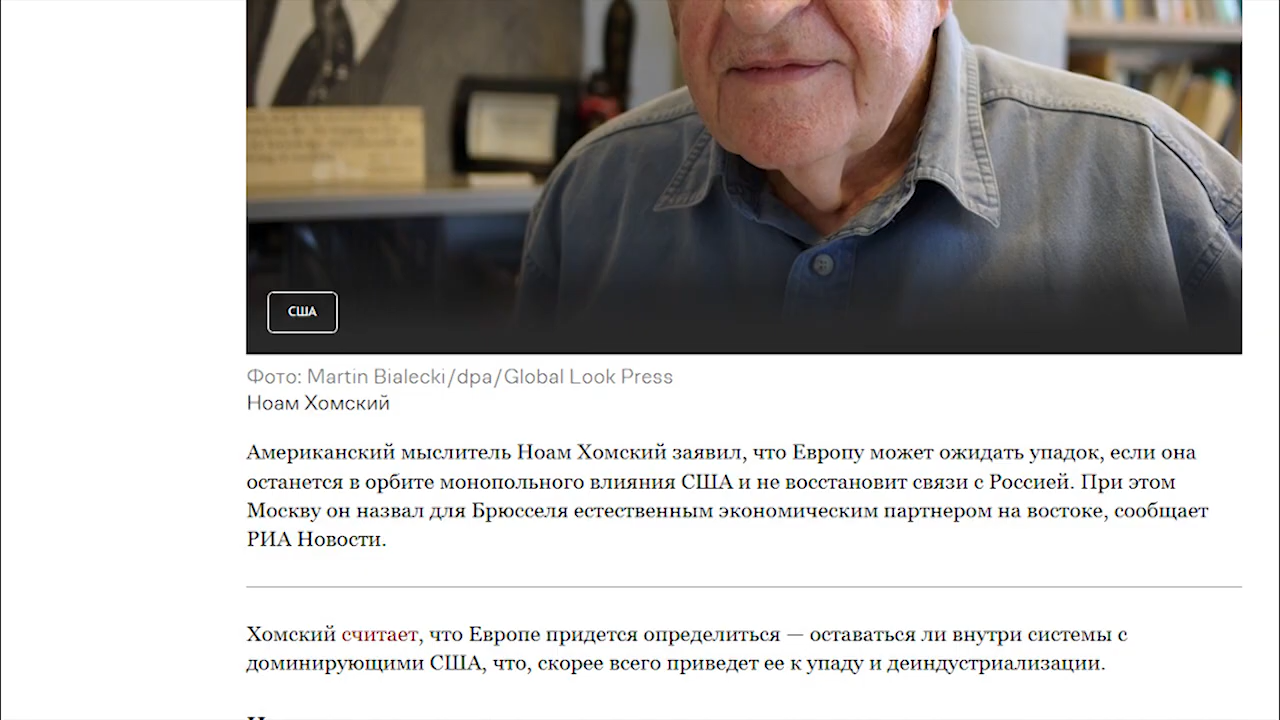 США
Фото: Martin Bialecki/dpa/Global Look Press
Ноам Хомский
Американский мыслитель Ноам Хомский заявил, что Европу может ожидать упадок, если она
останется в орбите монопольного влияния США и не восстановит связи с Россией. При этом
Москву он назвал для Брюсселя естественным экономическим партнером на востоке, сообщает
РИА Новости.
Хомский считает, что Европе придется определиться — оставаться ли внутри системы с
доминирующими США, что, скорее всего приведет ее к упаду и деиндустриализации.